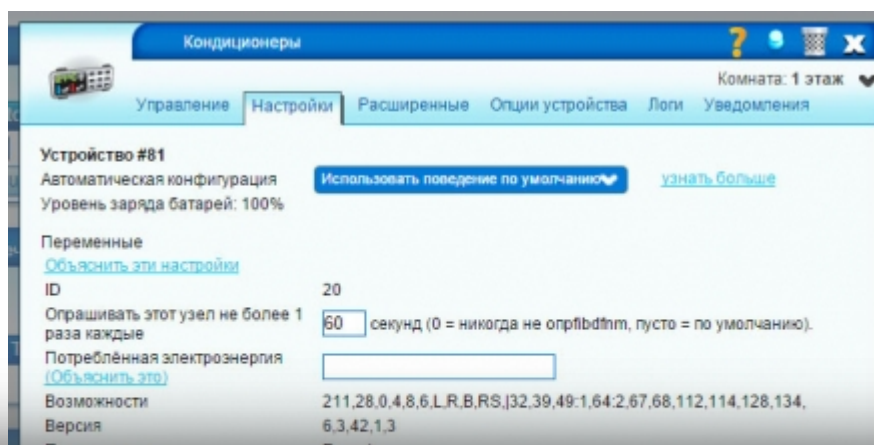 Кондиционеры
Комната: 1 этаж
Управление Настройки Расширенные Опции устройства Логи Уведомления
Устройство #81
Автоматическая конфигурация Использовать поведение по умолчанию узнать больше
Уровень заряда батарей: 100%
Переменные
Объяснить эти настройки
ID 20
Опрашивать этот узел не более 1
раза каждые 60 секунд (0 = никогда не опрfibdfnm, пусто = по умолчанию).
Потреблённая электроэнергия
(Объяснить это)
Возможности 211,28,0,4,8,6,L,R,B,RS,|32,39,49:1,64:2,67,68,112,114,128,134,
Версия 6,3,42,1,3